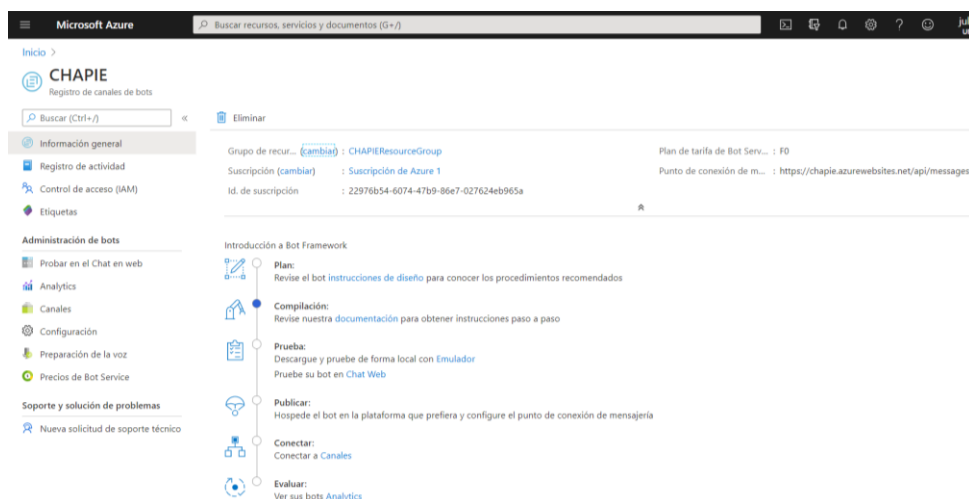 Microsoft Azure
Buscar recursos, servicios y documentos (G+/)
Inicio >
CHAPIE
Registro de canales de bots
Buscar (Ctrl+/)
Eliminar
Información general
Registro de actividad
Control de acceso (IAM)
Etiquetas
Administración de bots
Probar en el Chat en web
Analytics
Canales
Configuración
Preparación de la voz
Precios de Bot Service
Soporte y solución de problemas
Nueva solicitud de soporte técnico
Grupo de recur... (cambiar) : CHAPIEResourceGroup
Suscripción (cambiar) : Suscripción de Azure 1
Id. de suscripción : 22976b54-6074-47b9-86e7-027624eb965a
Plan de tarifa de Bot Serv... : F0
Punto de conexión de m... : https://chapie.azurewebsites.net/api/messages
Introducción a Bot Framework
Plan:
Revise el bot instrucciones de diseño para conocer los procedimientos recomendados
Compilación:
Revise nuestra documentación para obtener instrucciones paso a paso
Prueba:
Descargue y pruebe de forma local con Emulador
Pruebe su bot en Chat Web
Publicar:
Hospede el bot en la plataforma que prefiera y configure el punto de conexión de mensajería
Conectar:
Conectar a Canales
Evaluar:
Ver sus bots Analytics